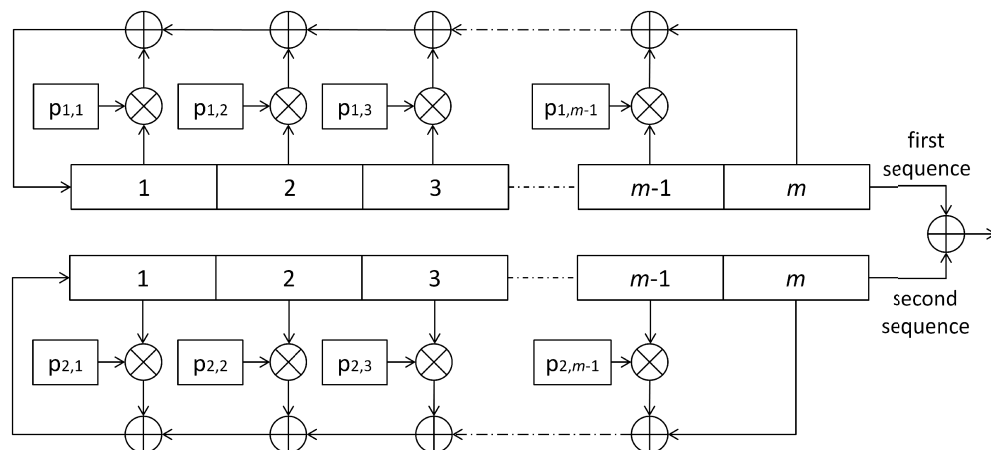 p1,1 p1,2 p1,3 p1,m-1
1 2 3 m-1 m
first
sequence
1 2 3 m-1 m
second
sequence
p2,1 p2,2 p2,3 p2,m-1